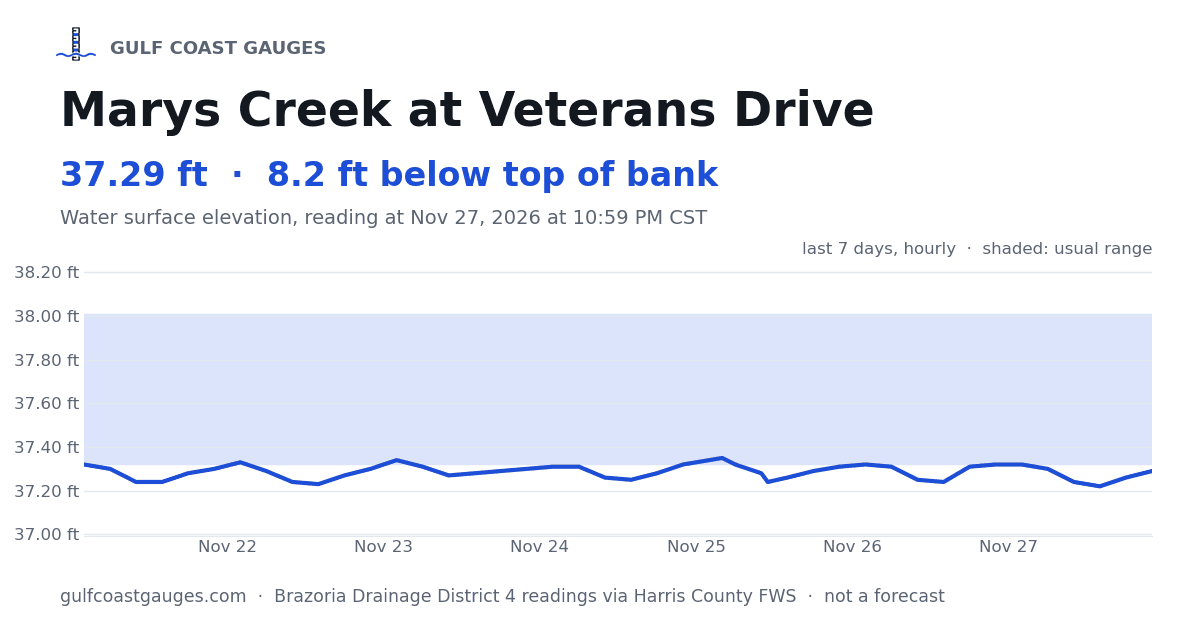 GULF COAST GAUGES
Marys Creek at Veterans Drive
37.29 ft · 8.2 ft below top of bank
Water surface elevation, reading at Nov 27, 2026 at 10:59 PM CST
last 7 days, hourly · shaded: usual range
38.20 ft
38.00 ft
37.80 ft
37.60 ft
37.40 ft
37.20 ft
37.00 ft
Nov 22 Nov 23 Nov 24 Nov 25 Nov 26 Nov 27
gulfcoastgauges.com · Brazoria Drainage District 4 readings via Harris County FWS · not a forecast